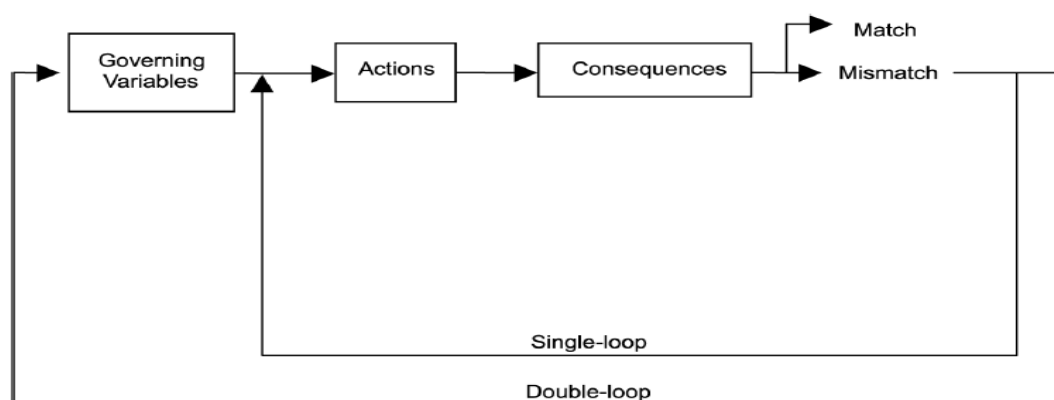 Governing
Variables
Actions
Consequences
Match
Mismatch
Single-loop
Double-loop